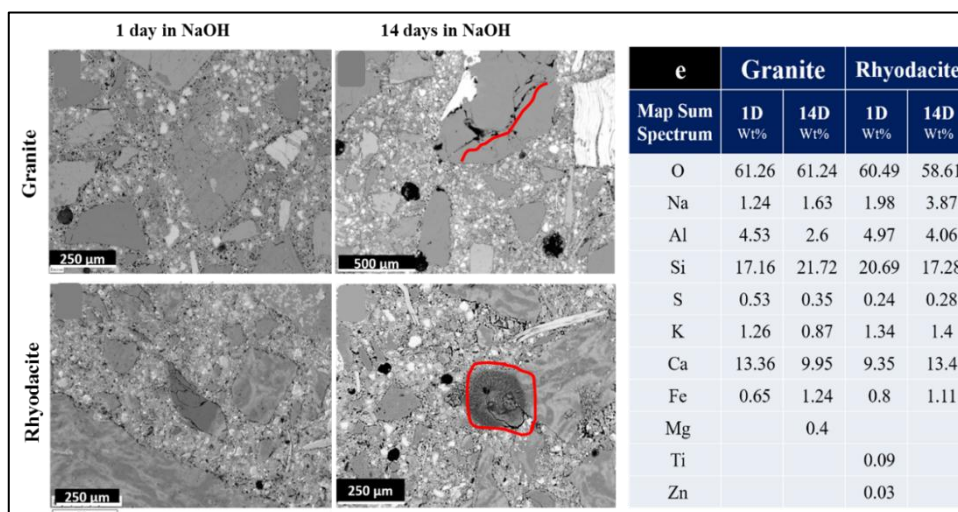 1 day in NaOH 14 days in NaOH
Granite
250 µm
500 µm
Rhyodacite
250 µm
250 µm
e Granite Rhyodacite
Map Sum Spectrum 1D Wt% 14D Wt% 1D Wt% 14D Wt%
O 61.26 61.24 60.49 58.61
Na 1.24 1.63 1.98 3.87
Al 4.53 2.6 4.97 4.06
Si 17.16 21.72 20.69 17.28
S 0.53 0.35 0.24 0.28
K 1.26 0.87 1.34 1.4
Ca 13.36 9.95 9.35 13.4
Fe 0.65 1.24 0.8 1.11
Mg 0.4
Ti 0.09
Zn 0.03